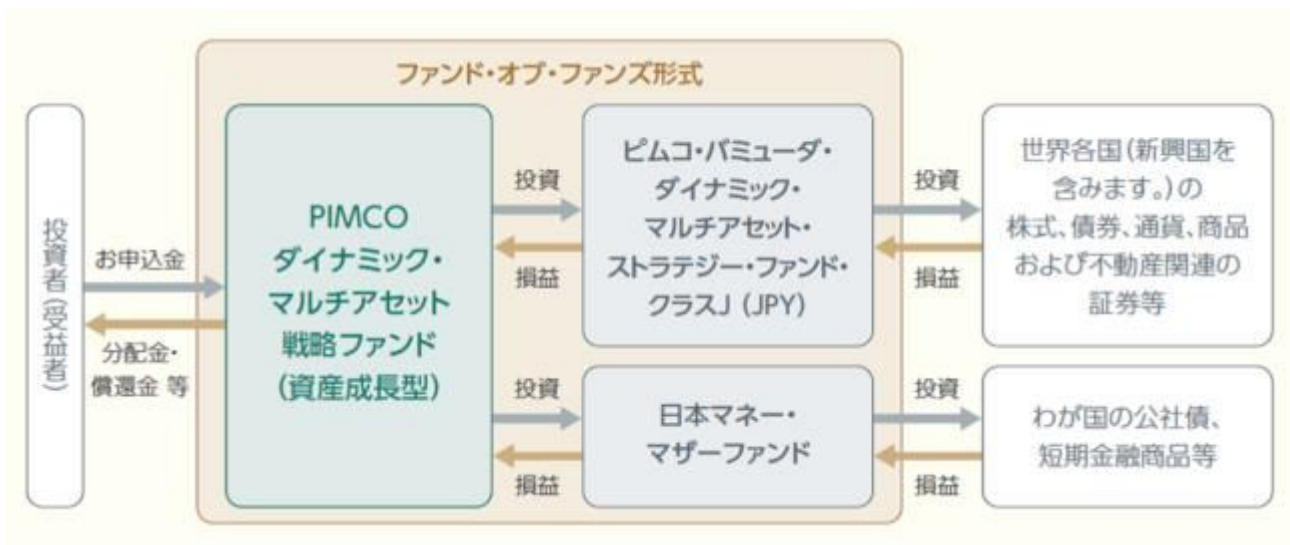 ファンド・オブ・ファンズ形式
投資者(受益者)
お申込金
分配金・
償還金 等
PIMCO
ダイナミック・
マルチアセット
戦略ファンド
(資産成長型)
投資
損益
ピムコ・バミューダ・
ダイナミック・
マルチアセット・
ストラテジー・ファンド・
クラスJ (JPY)
投資
損益
世界各国(新興国を
含みます。)の
株式、債券、通貨、商品
および不動産関連の
証券等
投資
損益
日本マネー・
マザーファンド
投資
損益
わが国の公社債、
短期金融商品等